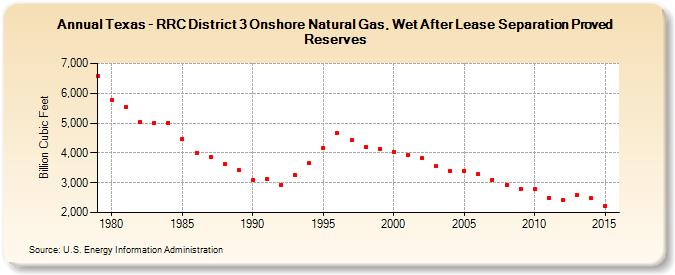 Annual Texas - RRC District 3 Onshore Natural Gas, Wet After Lease Separation Proved
Reserves
Billion Cubic Feet
7,000
6,000
5,000
4,000
3,000
2,000
1980 1985 1990 1995 2000 2005 2010 2015
Source: U.S. Energy Information Administration